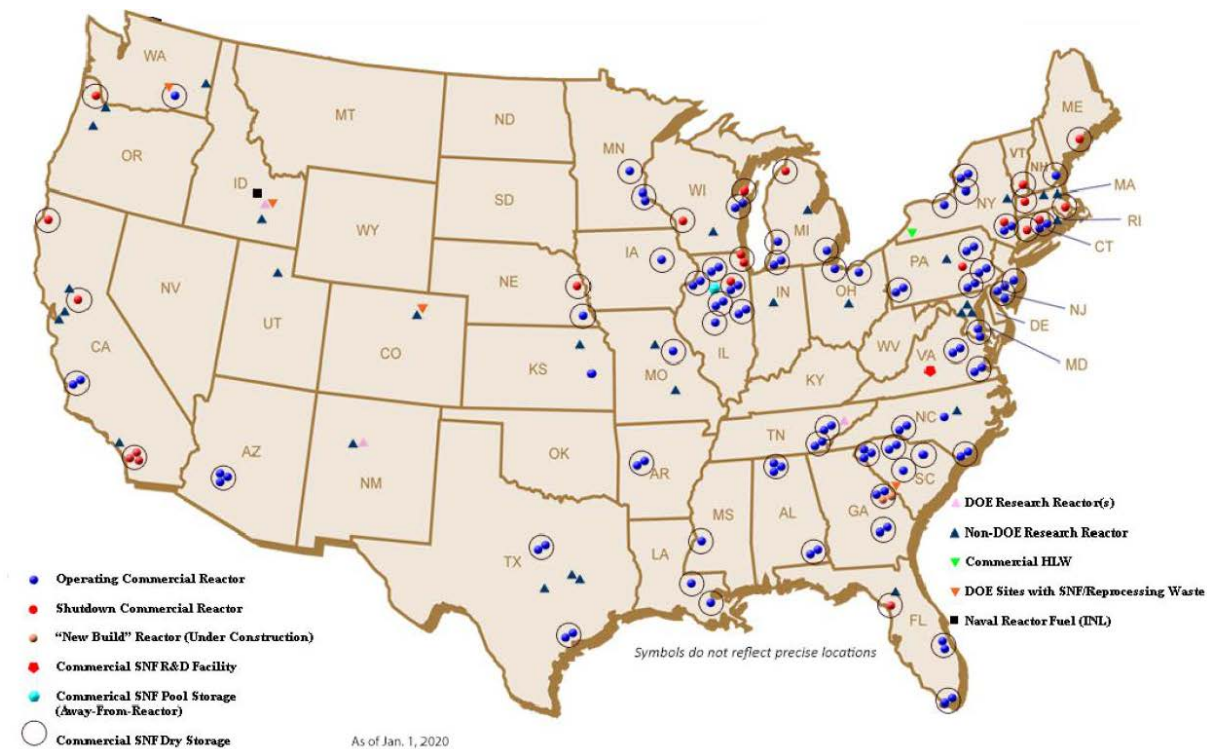 WA
MT
ND
MN
ME
VT
NH
OR
ID
SD
WI
NY
MA
WY
MI
RI
CT
IA
PA
NE
NV
UT
CO
IL
IN
OH
NJ
DE
CA
KS
MO
WV
VA
MD
KY
AZ
NM
OK
TN
NC
AR
SC
MS
AL
GA
TX
LA
FL
DOE Research Reactor(s)
Non-DOE Research Reactor
Commercial HLW
DOE Sites with SNF/Reprocessing Waste
Naval Reactor Fuel (INL)
Operating Commercial Reactor
Shutdown Commercial Reactor
“New Build” Reactor (Under Construction)
Commercial SNF R&D Facility
Commerical SNF Pool Storage
(Away-From-Reactor)
Commercial SNF Dry Storage
Symbols do not reflect precise locations
As of Jan. 1, 2020